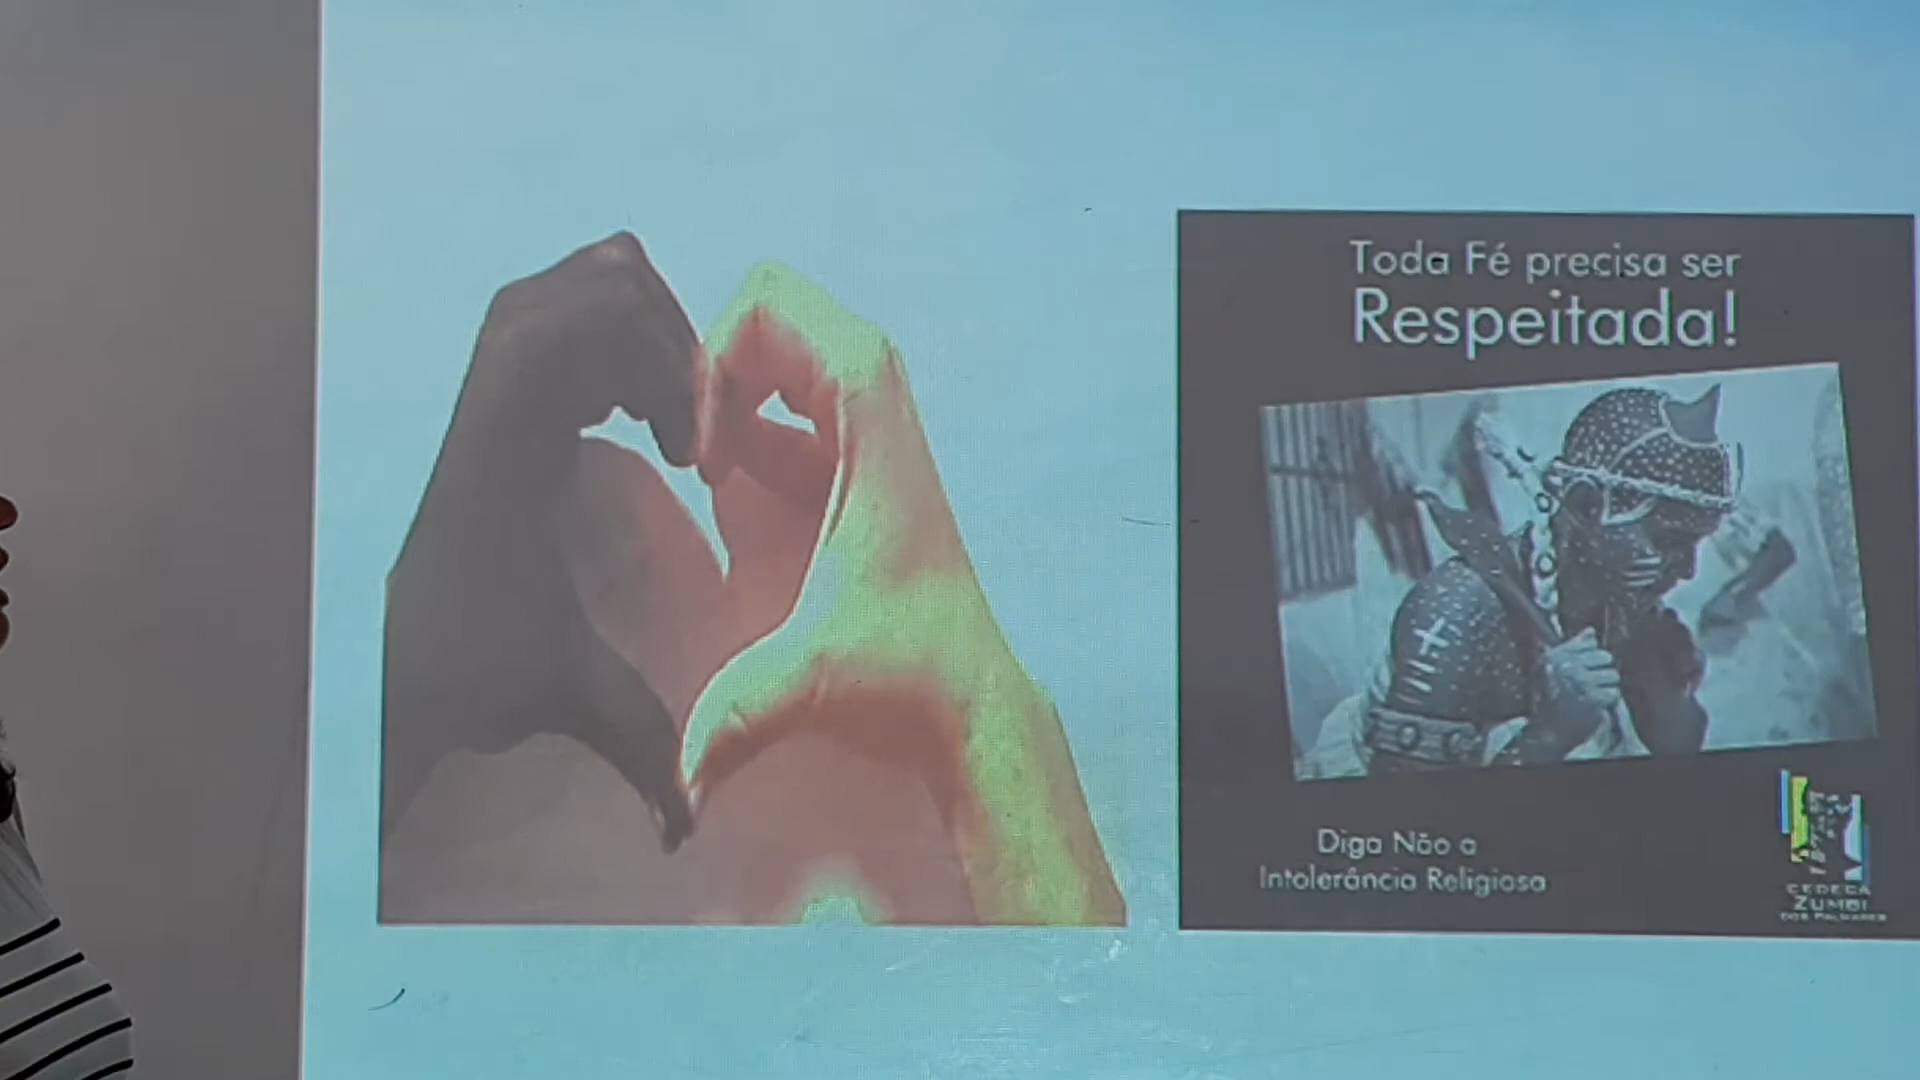 Toda Fé precisa ser
Respeitada!
Diga Não a
Intolerância Religiosa
CEDECA
ZUMBI
DOS PALMARES